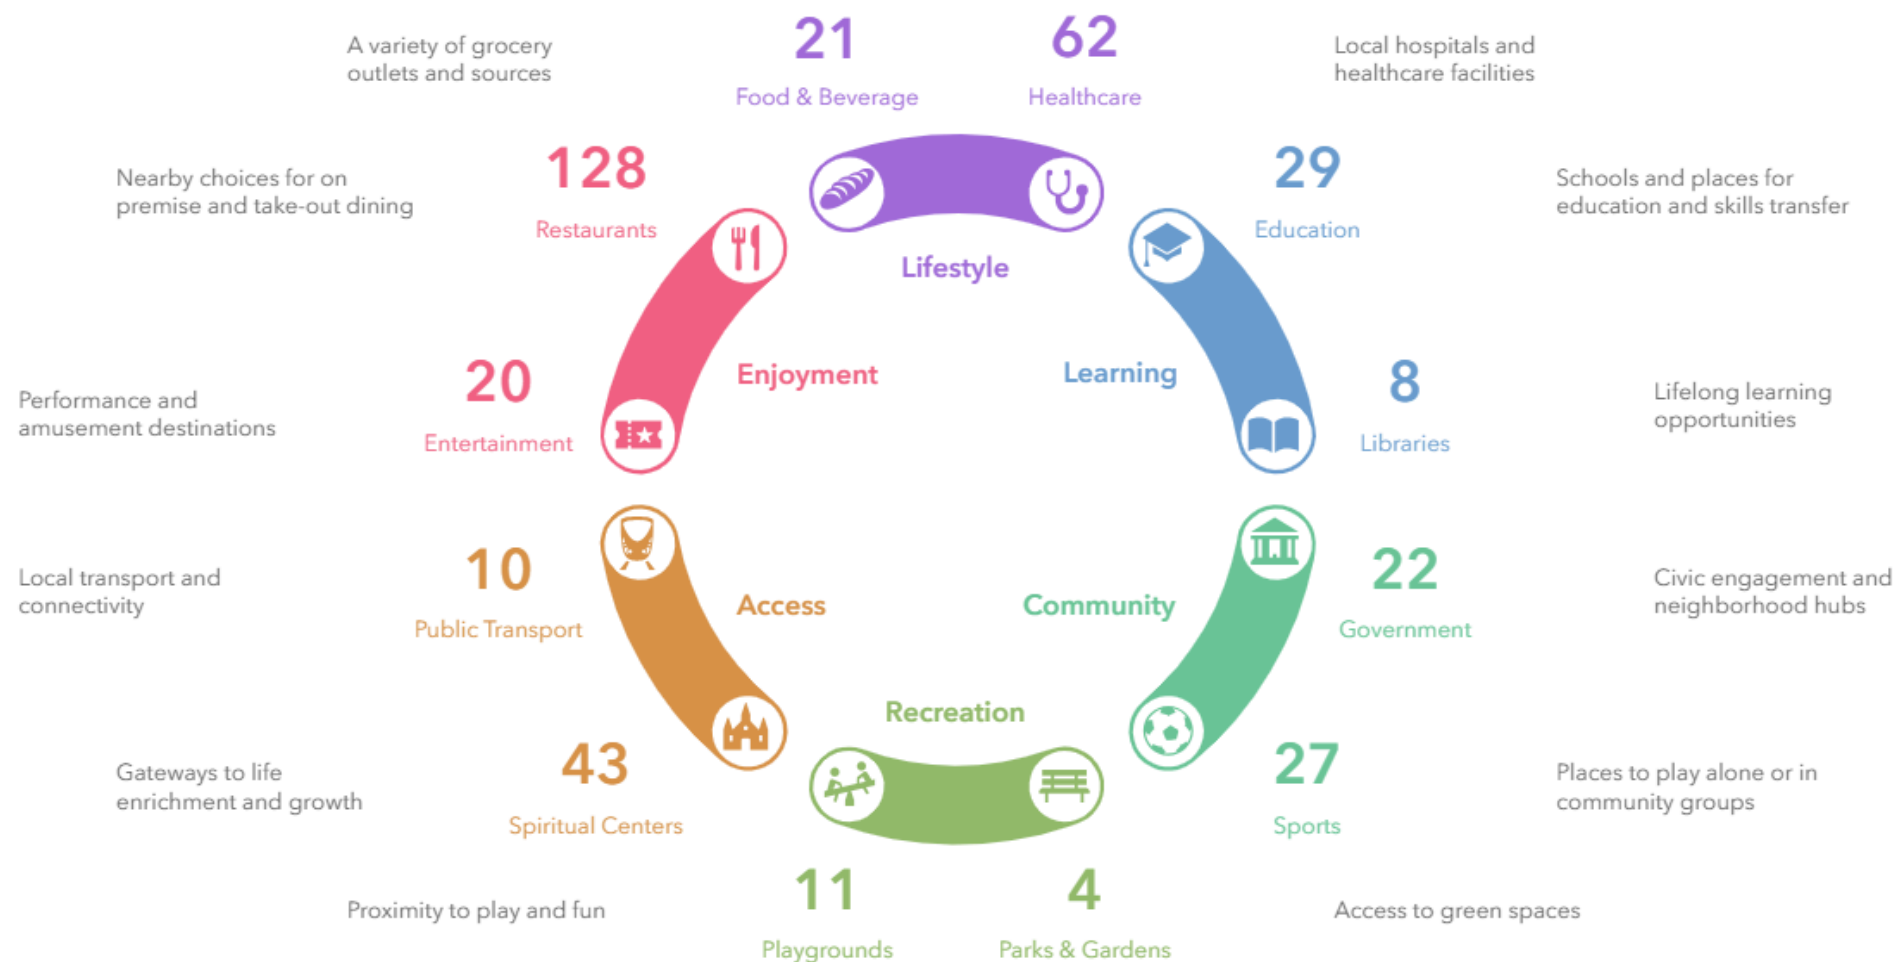 21
62
A variety of grocery
outlets and sources
Local hospitals and
healthcare facilities
Food & Beverage
Healthcare
Nearby choices for on
premise and take-out dining
128
Restaurants
29
Education
Schools and places for
education and skills transfer
Lifestyle
Enjoyment
Learning
Performance and
amusement destinations
20
Entertainment
8
Libraries
Lifelong learning
opportunities
Local transport and
connectivity
10
Public Transport
Access
Community
22
Government
Civic engagement and
neighborhood hubs
Recreation
Gateways to life
enrichment and growth
43
Spiritual Centers
27
Sports
Places to play alone or in
community groups
Proximity to play and fun
11
Playgrounds
4
Parks & Gardens
Access to green spaces